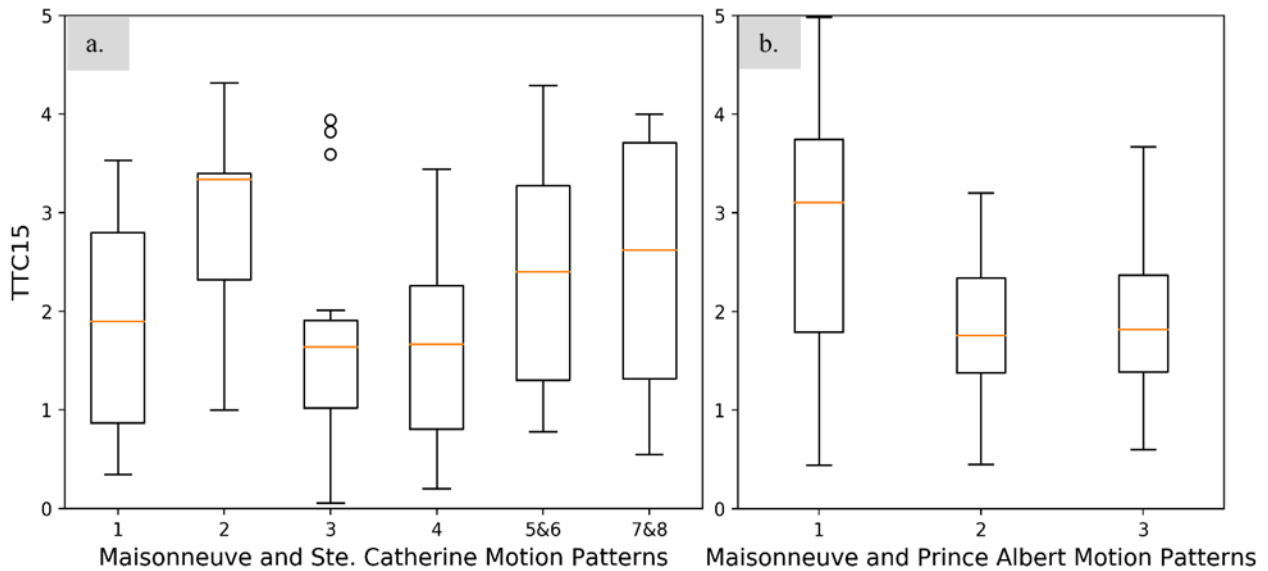 a.
b.
TTC15
5
4
3
2
1
0
1 2 3 4 5&6 7&8
Maisonneuve and Ste. Catherine Motion Patterns
5
4
3
2
1
0
1 2 3
Maisonneuve and Prince Albert Motion Patterns